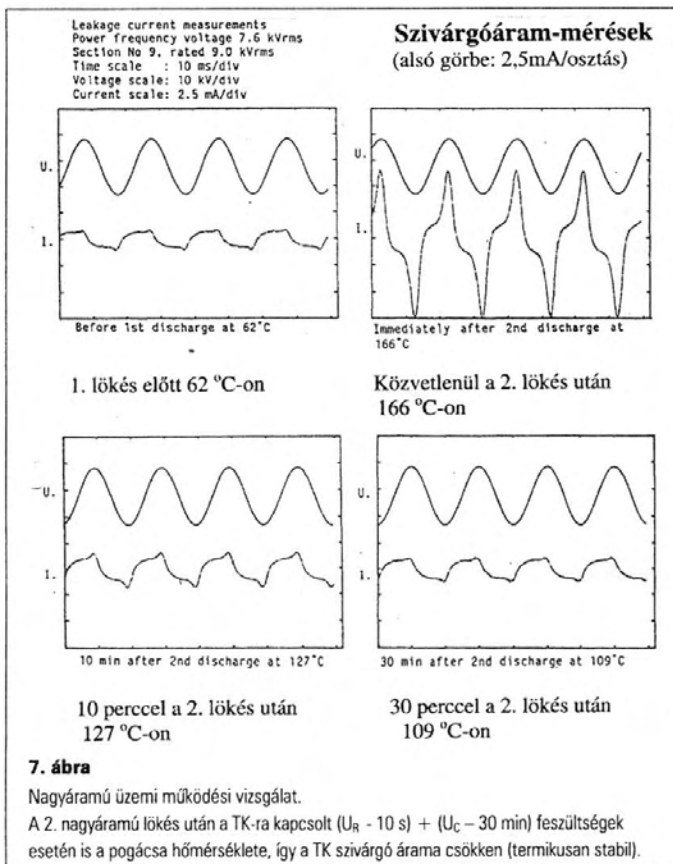 Leakage current measurements
Power frequency voltage 7.6 kVrms
Section No 9, rated 9.0 kVrms
Time scale : 10 ms/div
Voltage scale: 10 kV/div
Current scale: 2.5 mA/div
Szivárgóáram-mérések
(alsó görbe: 2,5mA/osztás)
U.
I.
Before 1st discharge at 62°C
1. lökés előtt 62 °C-on
U.
I.
Immediately after 2nd discharge at
166°C
Közvetlenül a 2. lökés után
166 °C-on
U.
I.
10 min after 2nd discharge at 127°C
10 perccel a 2. lökés után
127 °C-on
U.
I.
30 min after 2nd discharge at 109°C
30 perccel a 2. lökés után
109 °C-on
7. ábra
Nagyáramú üzemi működési vizsgálat.
A 2. nagyáramú lökés után a TK-ra kapcsolt (UR - 10 s) + (UC – 30 min) feszültségek
esetén is a pogácsa hőmérséklete, így a TK szivárgó árama csökken (termikusan stabil).